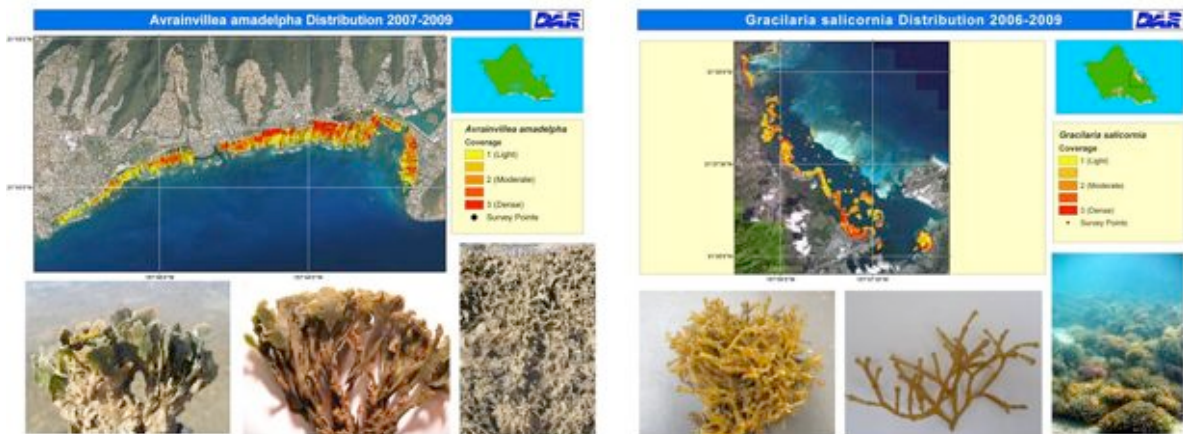 Avrainvillea amadelpha Distribution 2007-2009
DAR
Avrainvillea amadelpha
Coverage
1 (Light)
2 (Moderate)
3 (Dense)
Survey Points
Gracilaria salicornia Distribution 2006-2009
DAR
Gracilaria salicornia
Coverage
1 (Light)
2 (Moderate)
3 (Dense)
Survey Points